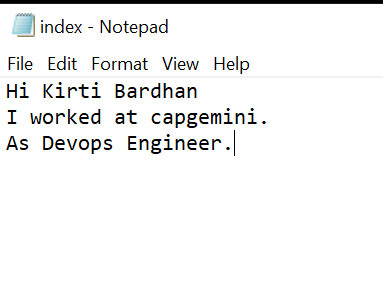 index - Notepad
File Edit Format View Help
Hi Kirti Bardhan
I worked at capgemini.
As Devops Engineer.